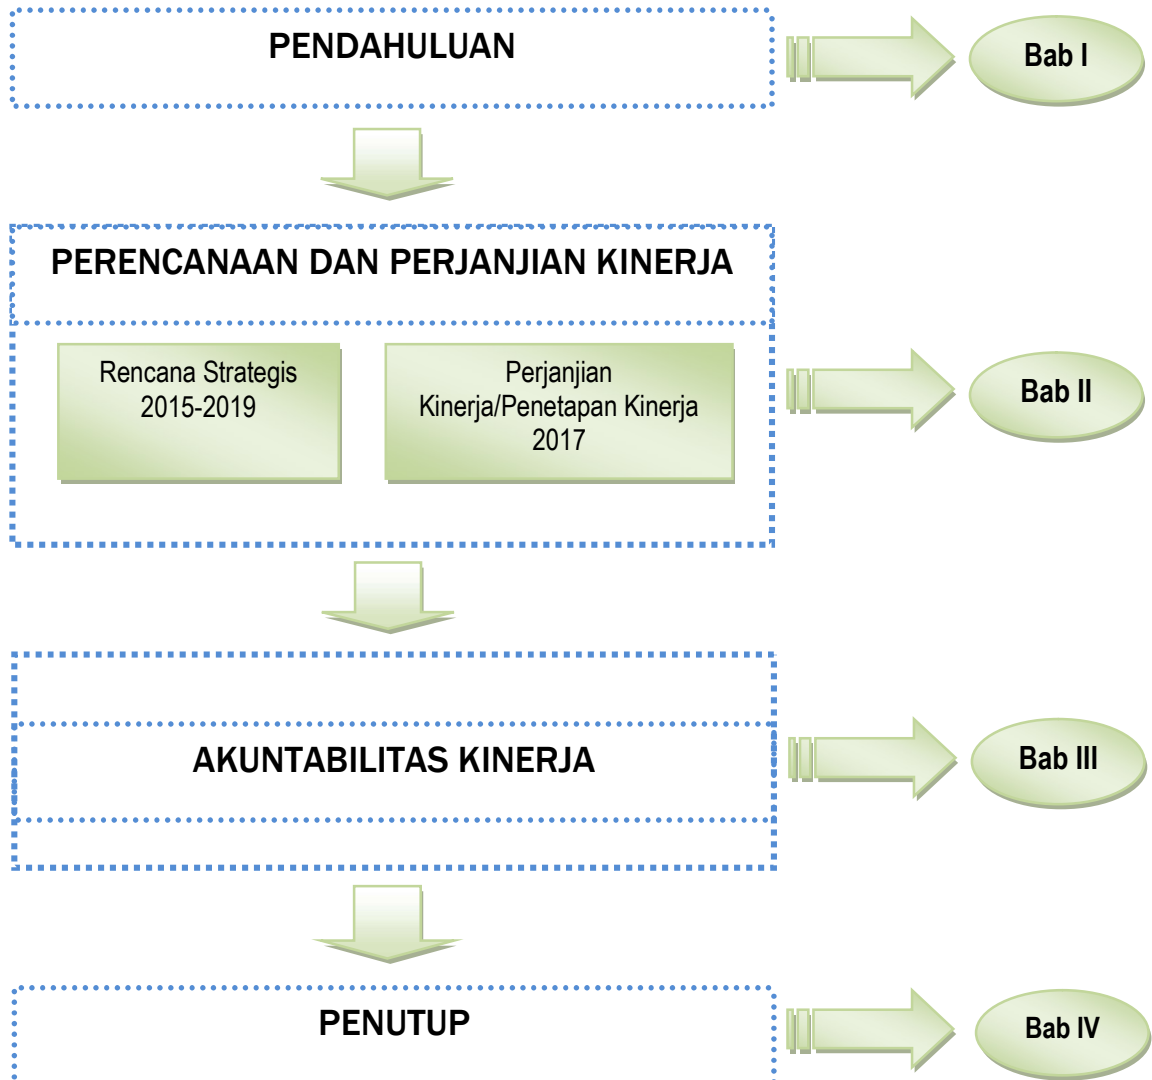 PENDAHULUAN
Bab I
PERENCANAAN DAN PERJANJIAN KINERJA
Rencana Strategis
2015-2019
Perjanjian
Kinerja/Penetapan Kinerja
2017
Bab II
AKUNTABILITAS KINERJA
Bab III
PENUTUP
Bab IV